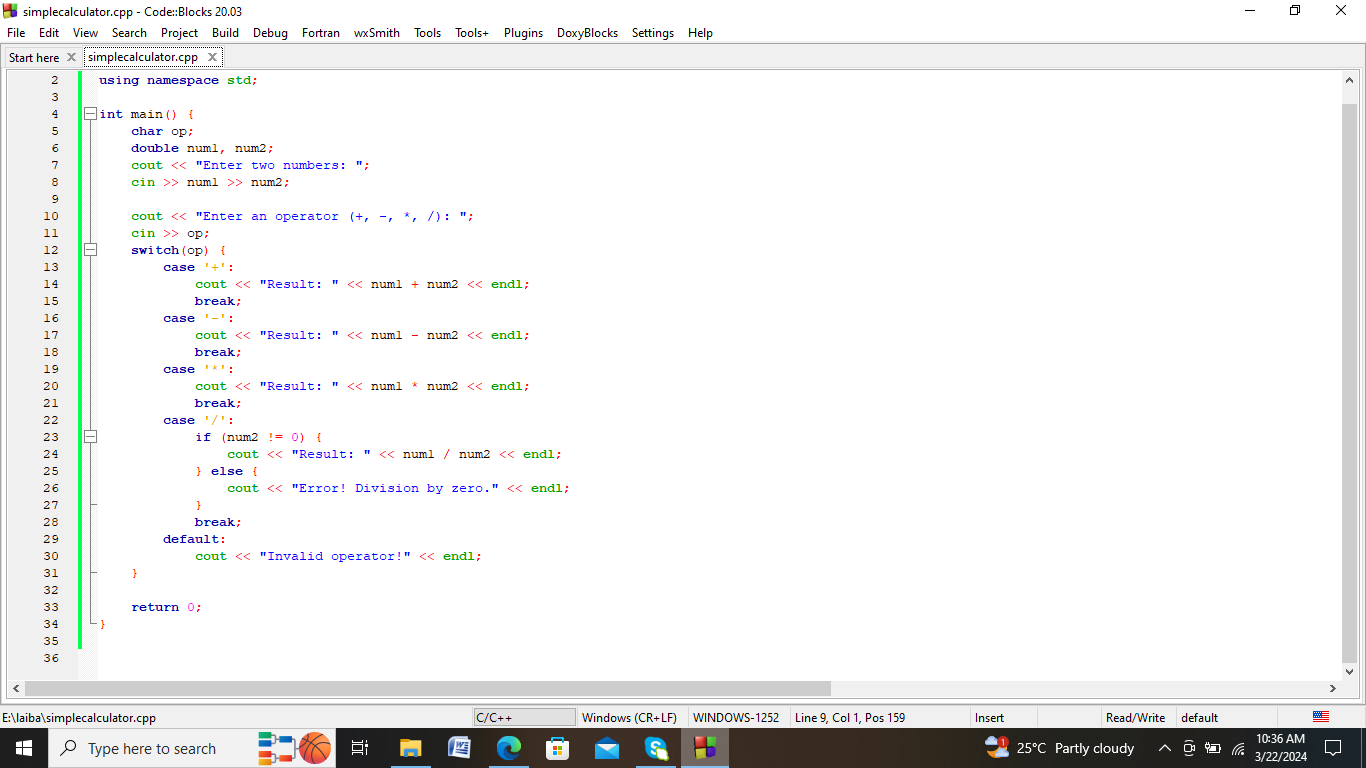 simplecalculator.cpp - Code::Blocks 20.03
File Edit View Search Project Build Debug Fortran wxSmith Tools Tools+ Plugins DoxyBlocks Settings Help
Start here simplecalculator.cpp
2 using namespace std;
3
4 int main() {
5 char op;
6 double num1, num2;
7 cout << "Enter two numbers: ";
8 cin >> num1 >> num2;
9
10 cout << "Enter an operator (+, -, *, /): ";
11 cin >> op;
12 switch(op) {
13 case '+':
14 cout << "Result: " << num1 + num2 << endl;
15 break;
16 case '-':
17 cout << "Result: " << num1 - num2 << endl;
18 break;
19 case '*':
20 cout << "Result: " << num1 * num2 << endl;
21 break;
22 case '/':
23 if (num2 != 0) {
24 cout << "Result: " << num1 / num2 << endl;
25 } else {
26 cout << "Error! Division by zero." << endl;
27 }
28 break;
29 default:
30 cout << "Invalid operator!" << endl;
31 }
32
33 return 0;
34 }
35
36
E:\laiba\simplecalculator.cpp C/C++ Windows (CR+LF) WINDOWS-1252 Line 9, Col 1, Pos 159 Insert Read/Write default
Type here to search 1 25°C Partly cloudy 10:36 AM
3/22/2024